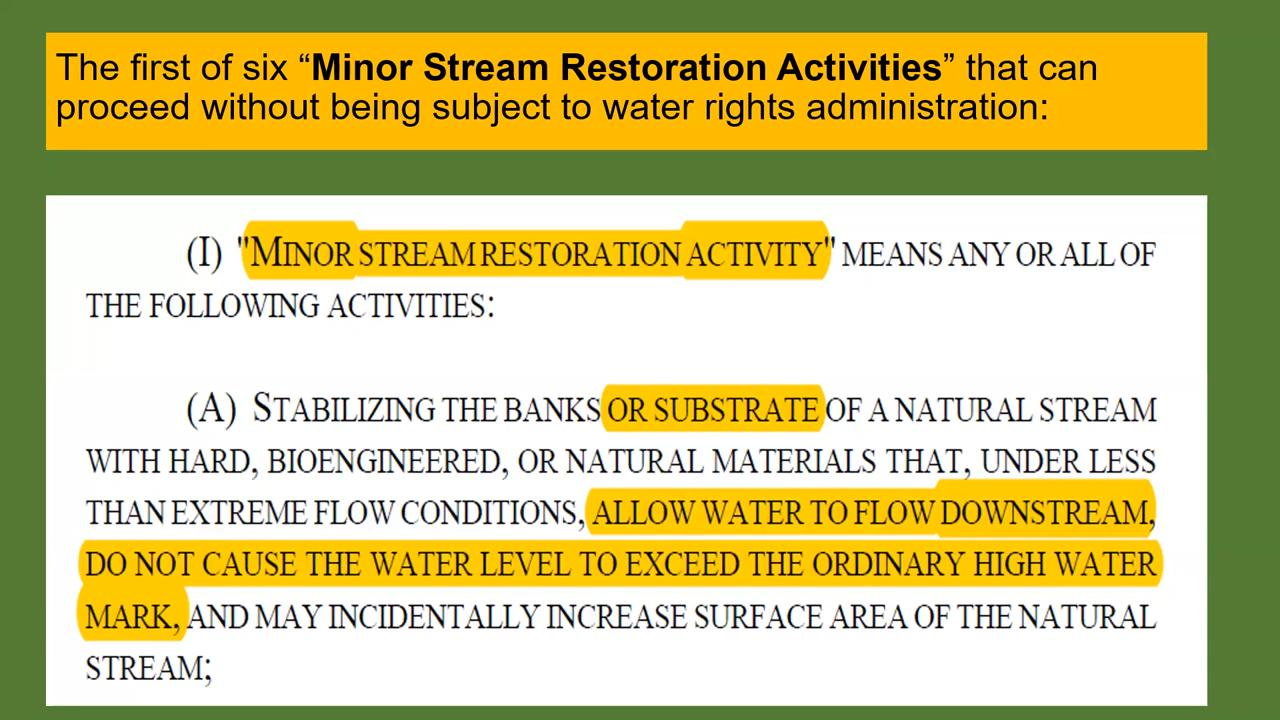 The first of six “Minor Stream Restoration Activities” that can
proceed without being subject to water rights administration:
(I) "MINOR STREAM RESTORATION ACTIVITY" MEANS ANY OR ALL OF
THE FOLLOWING ACTIVITIES:
(A) STABILIZING THE BANKS OR SUBSTRATE OF A NATURAL STREAM
WITH HARD, BIOENGINEERED, OR NATURAL MATERIALS THAT, UNDER LESS
THAN EXTREME FLOW CONDITIONS, ALLOW WATER TO FLOW DOWNSTREAM,
DO NOT CAUSE THE WATER LEVEL TO EXCEED THE ORDINARY HIGH WATER
MARK, AND MAY INCIDENTALLY INCREASE SURFACE AREA OF THE NATURAL
STREAM;